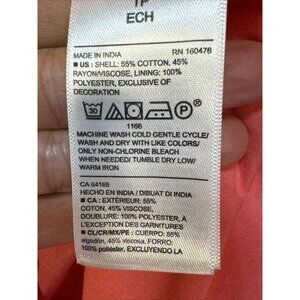 1P
ECH
MADE IN INDIA RN 160476
■ US : SHELL: 55% COTTON, 45%
RAYON/VISCOSE, LINING: 100%
POLYESTER, EXCLUSIVE OF
DECORATION
30 P
1166
MACHINE WASH COLD GENTLE CYCLE/
WASH AND DRY WITH LIKE COLORS/
ONLY NON-CHLORINE BLEACH
WHEN NEEDED/ TUMBLE DRY LOW/
WARM IRON
CA 64165
HECHO EN INDIA / DIBUAT DI INDIA
■ CA : EXTÉRIEUR: 55%
COTON, 45% VISCOSE,
DOUBLURE: 100% POLYESTER, À
L'EXCEPTION DES GARNITURES
■ CL/CR/MX/PE : CUERPO: 55%
algodón, 45% viscosa, FORRO:
100% poliéster. EXCLUYENDO LA